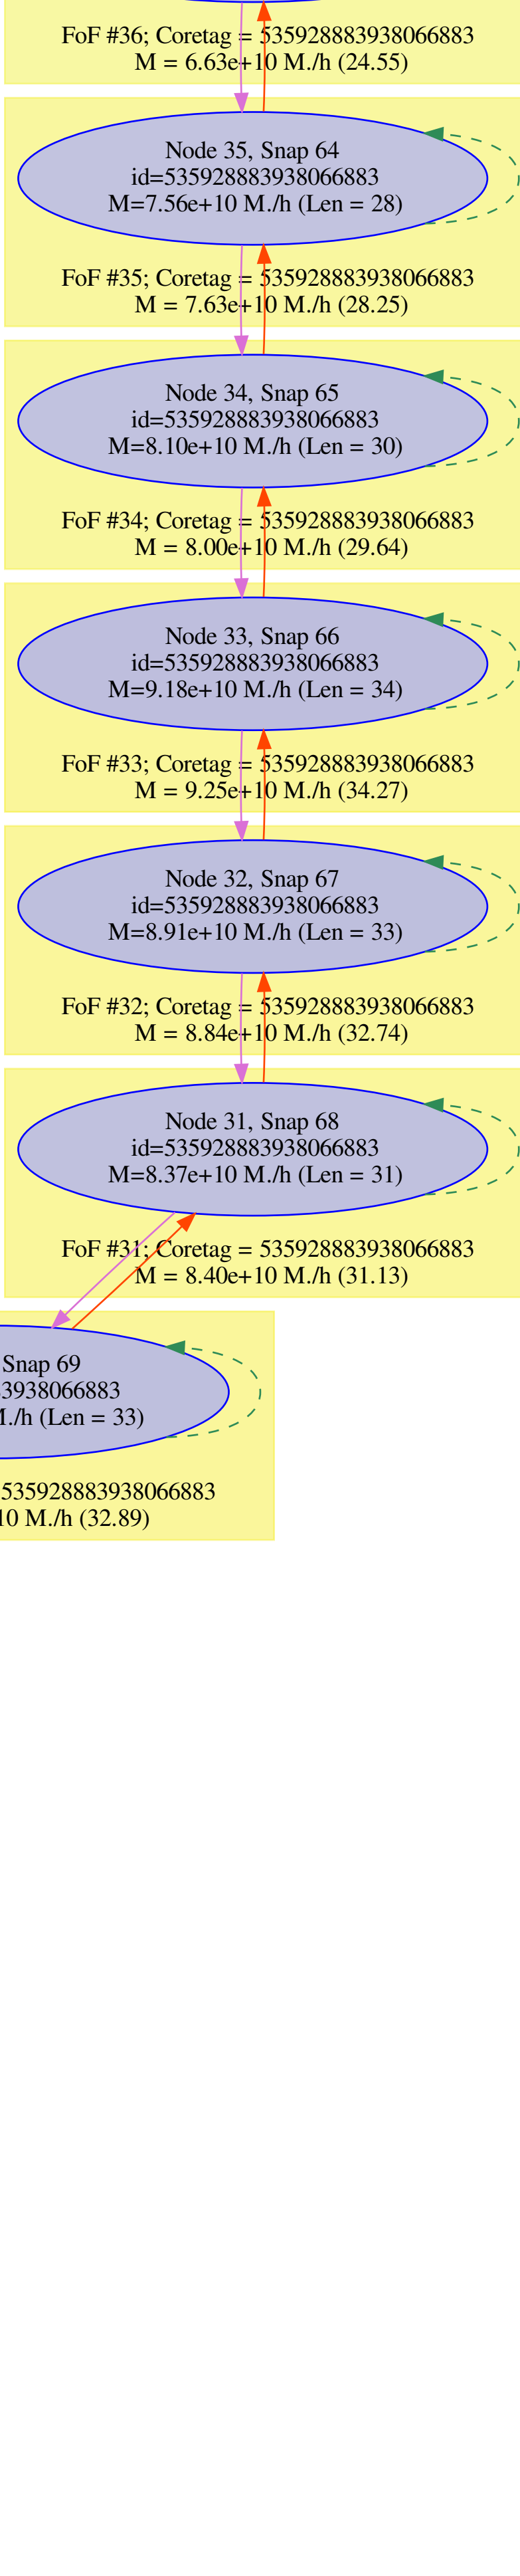 FoF #36; Coretag = 535928883938066883
M = 6.63e+10 M./h (24.55)
Node 35, Snap 64
id=535928883938066883
M=7.56e+10 M./h (Len = 28)
FoF #35; Coretag = 535928883938066883
M = 7.63e+10 M./h (28.25)
Node 34, Snap 65
id=535928883938066883
M=8.10e+10 M./h (Len = 30)
FoF #34; Coretag = 535928883938066883
M = 8.00e+10 M./h (29.64)
Node 33, Snap 66
id=535928883938066883
M=9.18e+10 M./h (Len = 34)
FoF #33; Coretag = 535928883938066883
M = 9.25e+10 M./h (34.27)
Node 32, Snap 67
id=535928883938066883
M=8.91e+10 M./h (Len = 33)
FoF #32; Coretag = 535928883938066883
M = 8.84e+10 M./h (32.74)
Node 31, Snap 68
id=535928883938066883
M=8.37e+10 M./h (Len = 31)
FoF #31; Coretag = 535928883938066883
M = 8.40e+10 M./h (31.13)
Snap 69
3938066883
M./h (Len = 33)
535928883938066883
10 M./h (32.89)